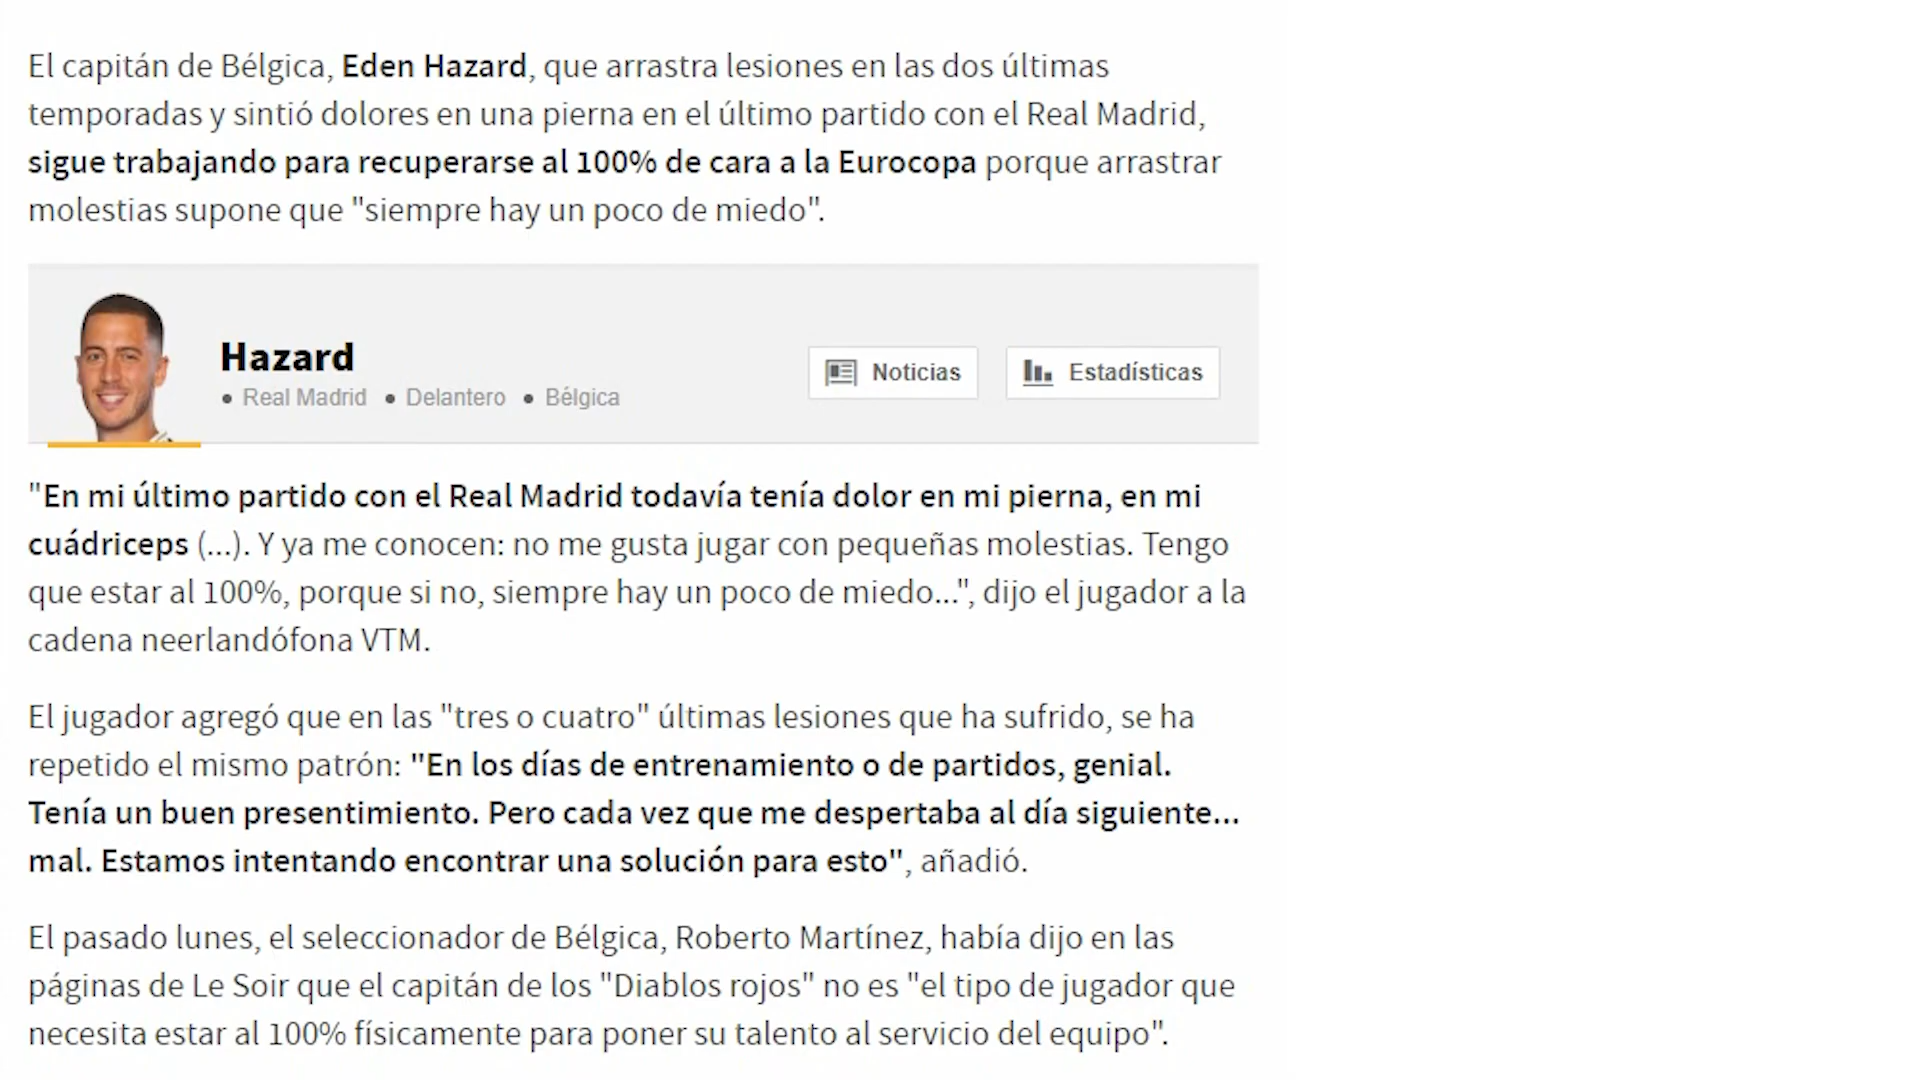 El capitán de Bélgica, Eden Hazard, que arrastra lesiones en las dos últimas
temporadas y sintió dolores en una pierna en el último partido con el Real Madrid,
sigue trabajando para recuperarse al 100% de cara a la Eurocopa porque arrastrar
molestias supone que "siempre hay un poco de miedo".
Hazard
• Real Madrid • Delantero • Bélgica
Noticias
Estadísticas
"En mi último partido con el Real Madrid todavía tenía dolor en mi pierna, en mi
cuádriceps (...). Y ya me conocen: no me gusta jugar con pequeñas molestias. Tengo
que estar al 100%, porque si no, siempre hay un poco de miedo...", dijo el jugador a la
cadena neerlandófona VTM.
El jugador agregó que en las "tres o cuatro" últimas lesiones que ha sufrido, se ha
repetido el mismo patrón: "En los días de entrenamiento o de partidos, genial.
Tenía un buen presentimiento. Pero cada vez que me despertaba al día siguiente...
mal. Estamos intentando encontrar una solución para esto", añadió.
El pasado lunes, el seleccionador de Bélgica, Roberto Martínez, había dijo en las
páginas de Le Soir que el capitán de los "Diablos rojos" no es "el tipo de jugador que
necesita estar al 100% físicamente para poner su talento al servicio del equipo".